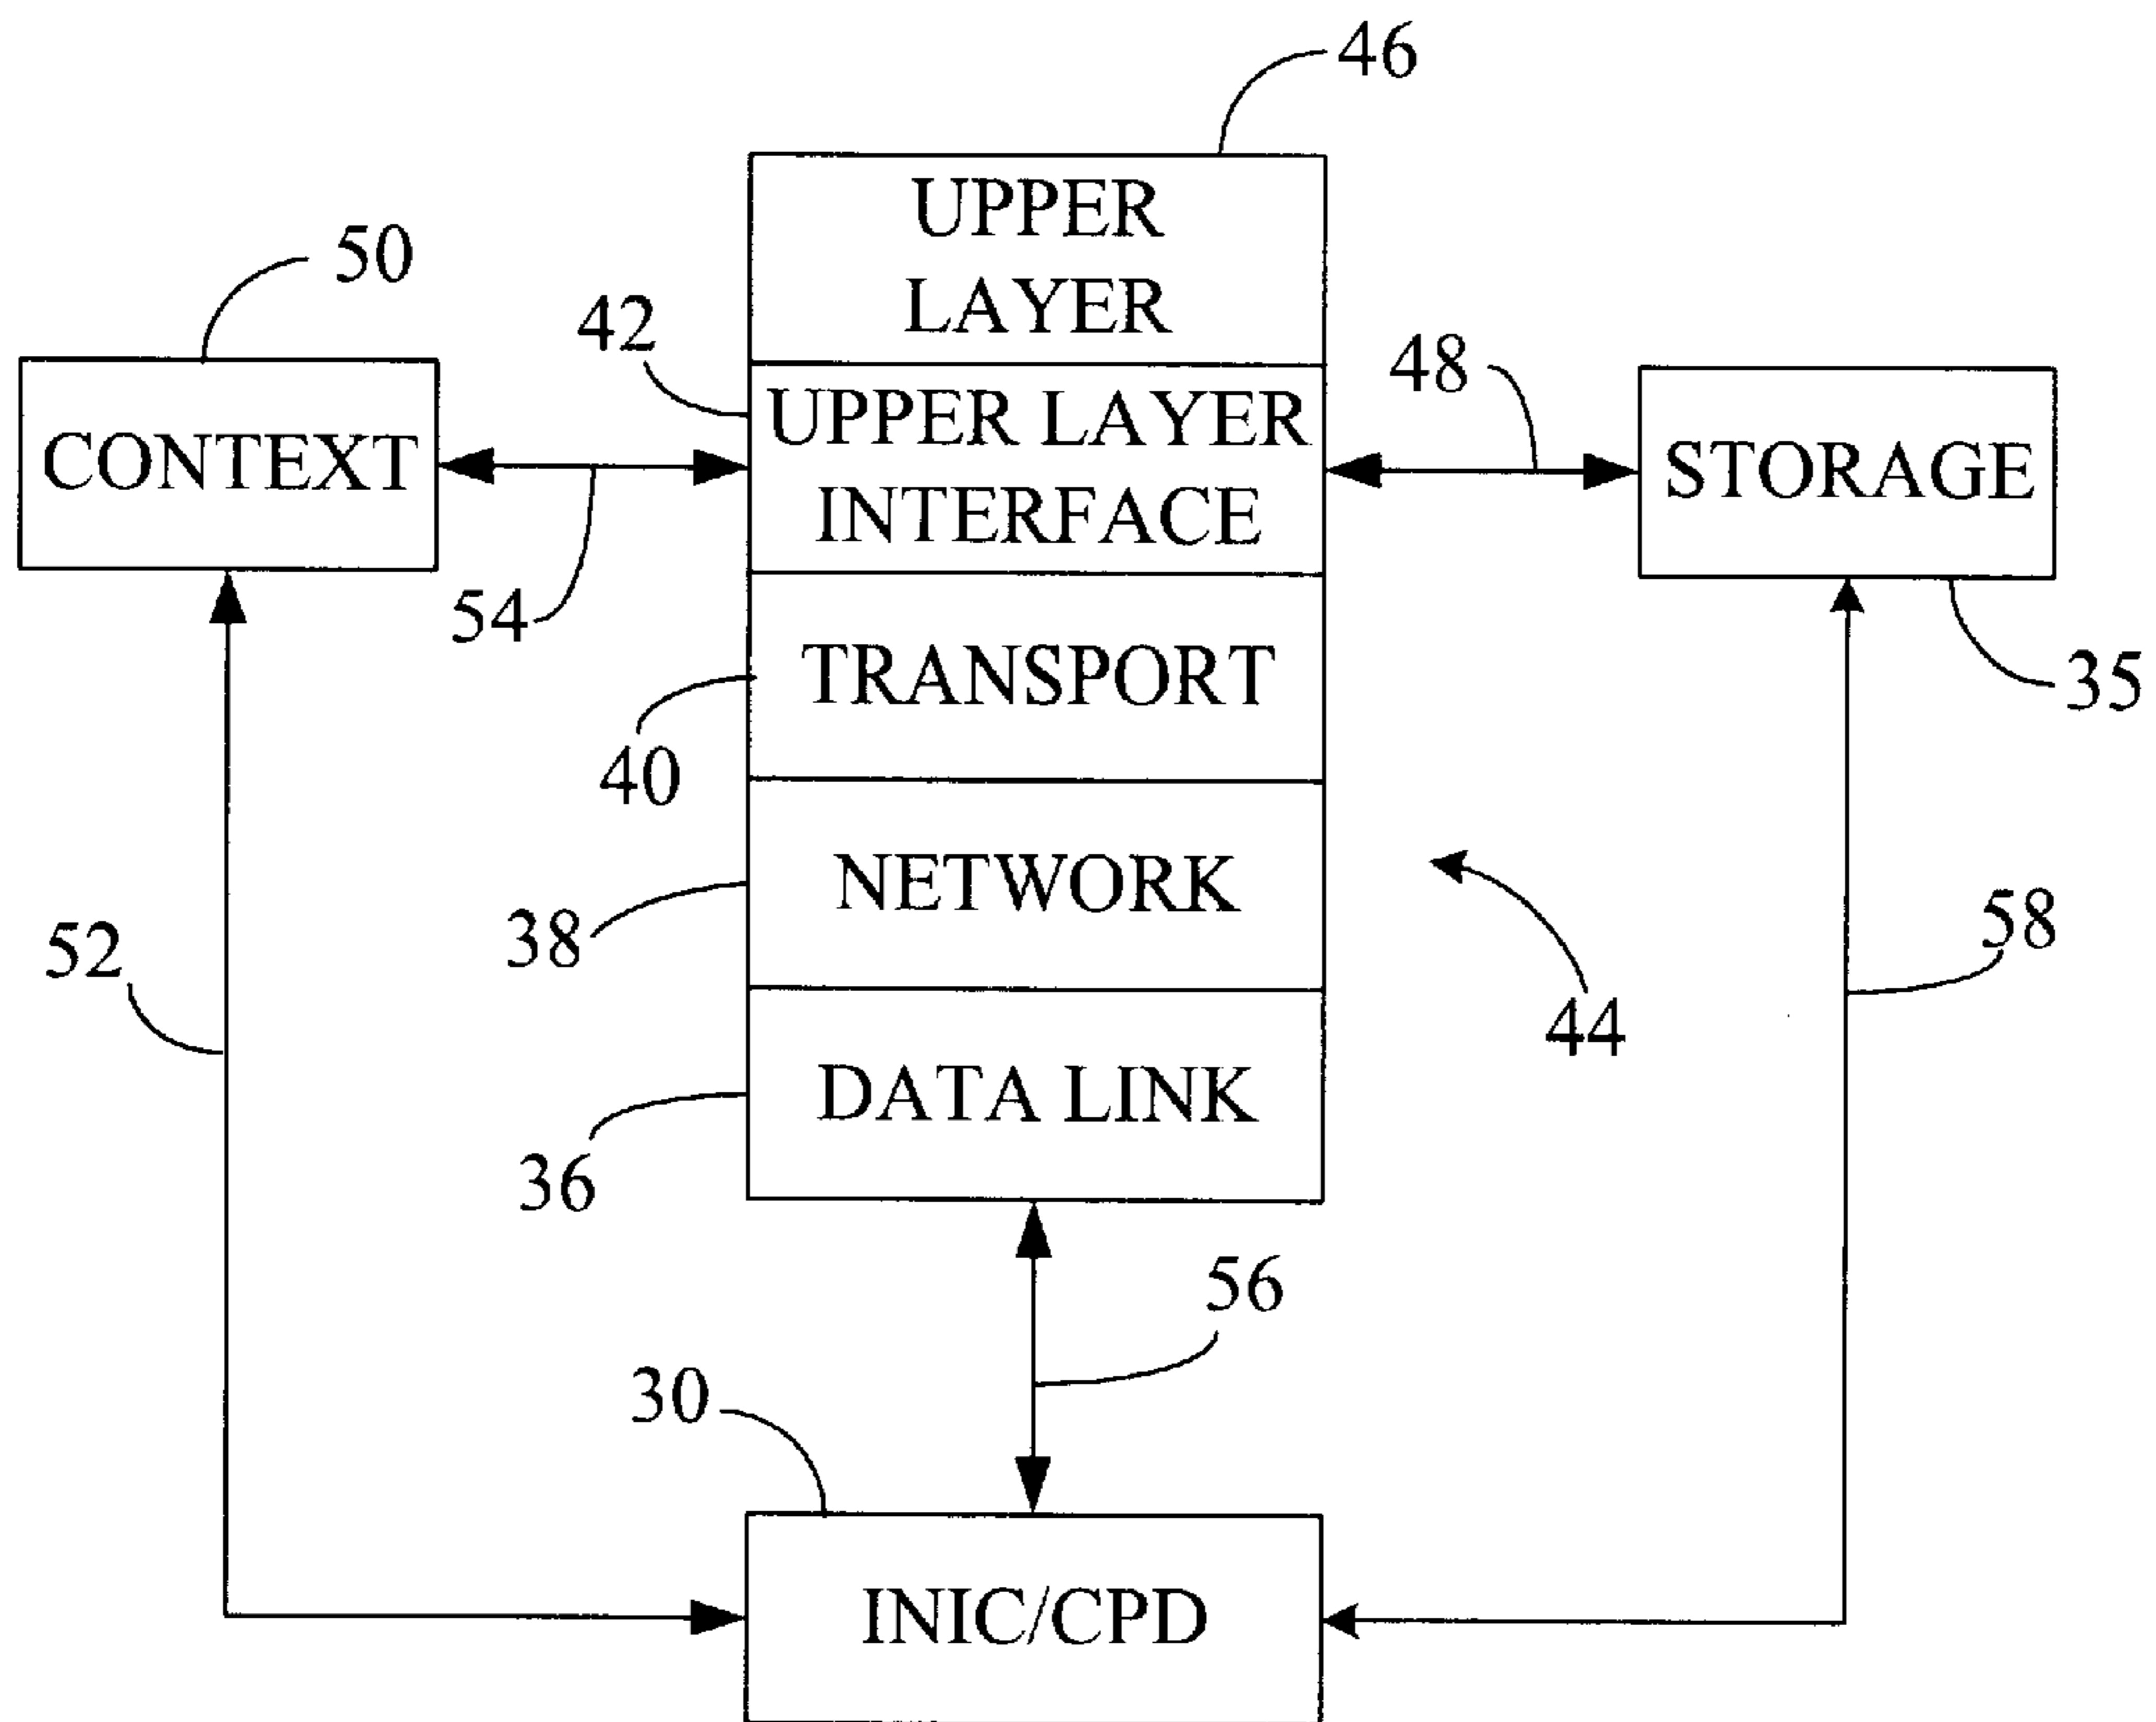 46
UPPER
LAYER
50
42
UPPER LAYER
INTERFACE
48
CONTEXT
STORAGE
54
TRANSPORT
35
40
NETWORK
38
52
58
44
DATA LINK
36
56
30
INIC/CPD